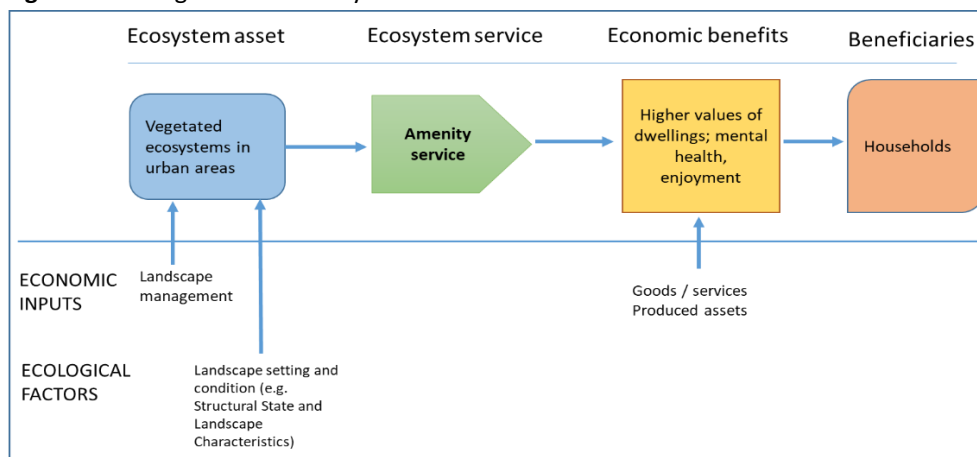 Ecosystem asset
Ecosystem service
Economic benefits
Beneficiaries
Vegetated
ecosystems in
urban areas
Amenity
service
Higher values of
dwellings; mental
health,
enjoyment
Households
ECONOMIC
INPUTS
Landscape
management
Goods / services
Produced assets
ECOLOGICAL
FACTORS
Landscape setting and
condition (e.g.
Structural State and
Landscape
Characteristics)